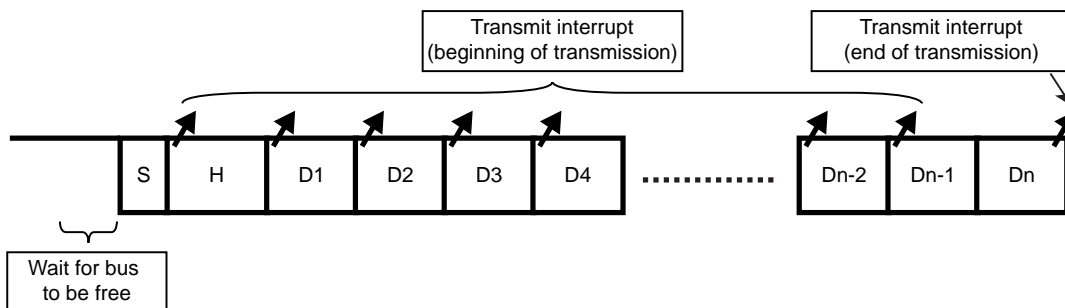 Transmit interrupt
(beginning of transmission)
Transmit interrupt
(end of transmission)
S H D1 D2 D3 D4 Dn-2 Dn-1 Dn
Wait for bus
to be free